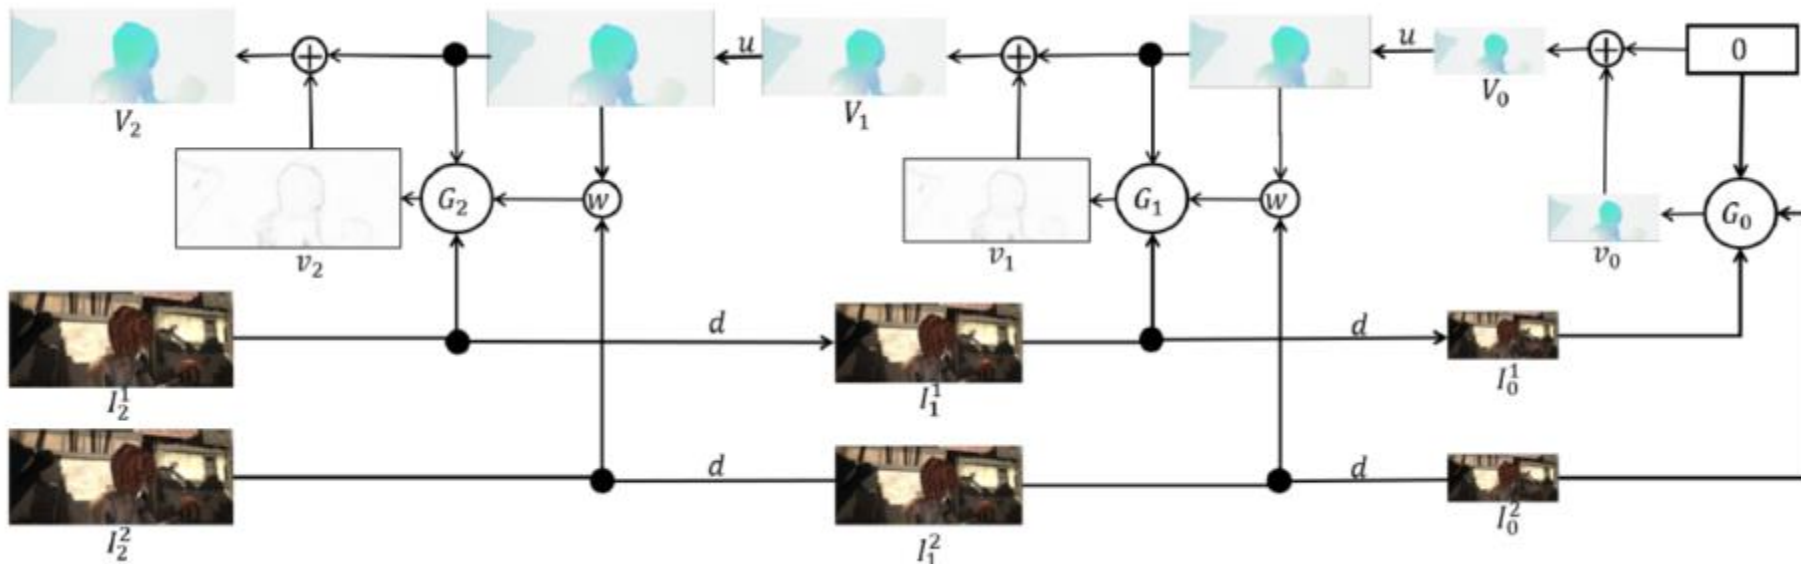 u u 0
V₂ V₁ V₀
G₂ w G₁ w G₀
v₂ v₁ v₀
d d
I₂¹ I₁¹ I₀¹
d d
I₂² I₁² I₀²